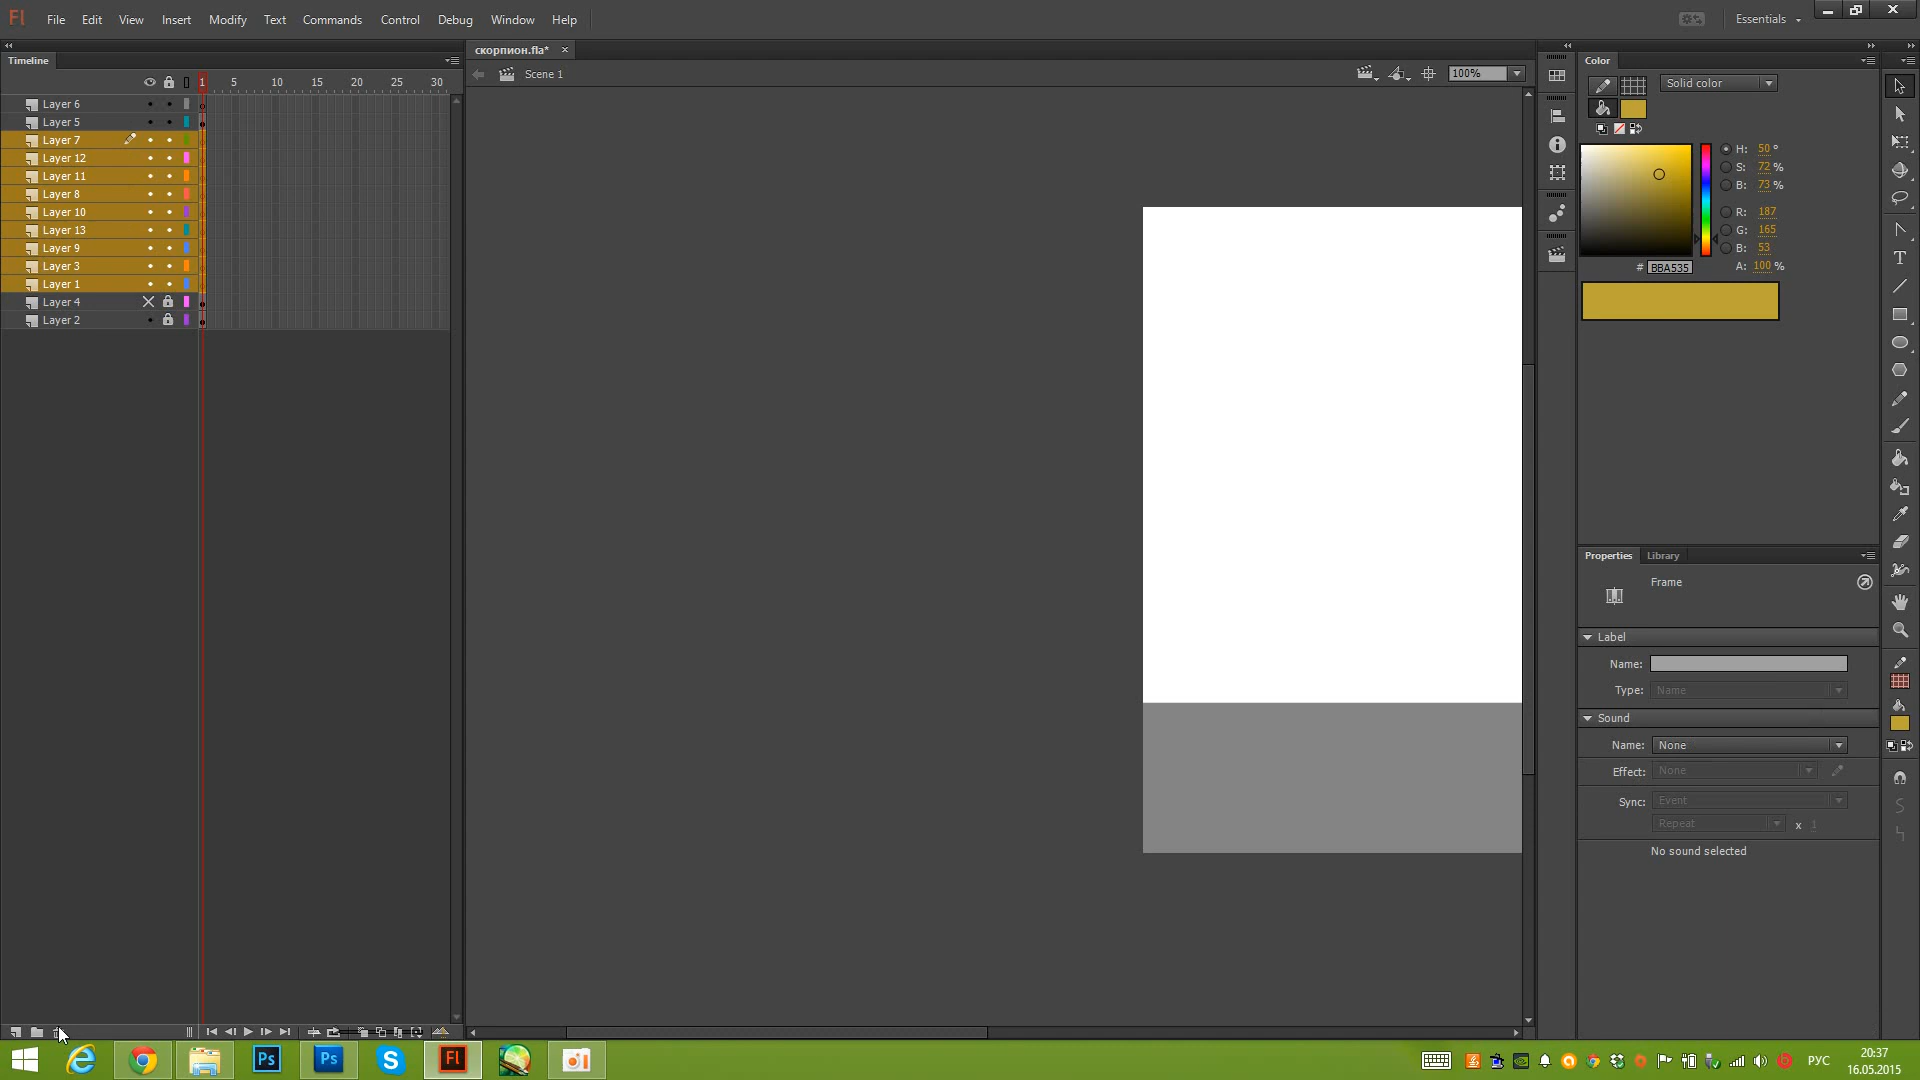 Fl File Edit View Insert Modify Text Commands Control Debug Window Help Essentials
Timeline
скорпион.fla*
Scene 1
100%
1 5 10 15 20 25 30
Layer 6
Layer 5
Layer 7
Layer 12
Layer 11
Layer 8
Layer 10
Layer 13
Layer 9
Layer 3
Layer 1
Layer 4
Layer 2
Color
Solid color
H: 50 °
S: 72 %
B: 73 %
R: 187
G: 165
B: 53
# BBA535
A: 100 %
Properties Library
Frame
Label
Name:
Type: Name
Sound
Name: None
Effect: None
Sync: Event
Repeat x 1
No sound selected
T
Ps Ps Fl
РУС
20:37
16.05.2015